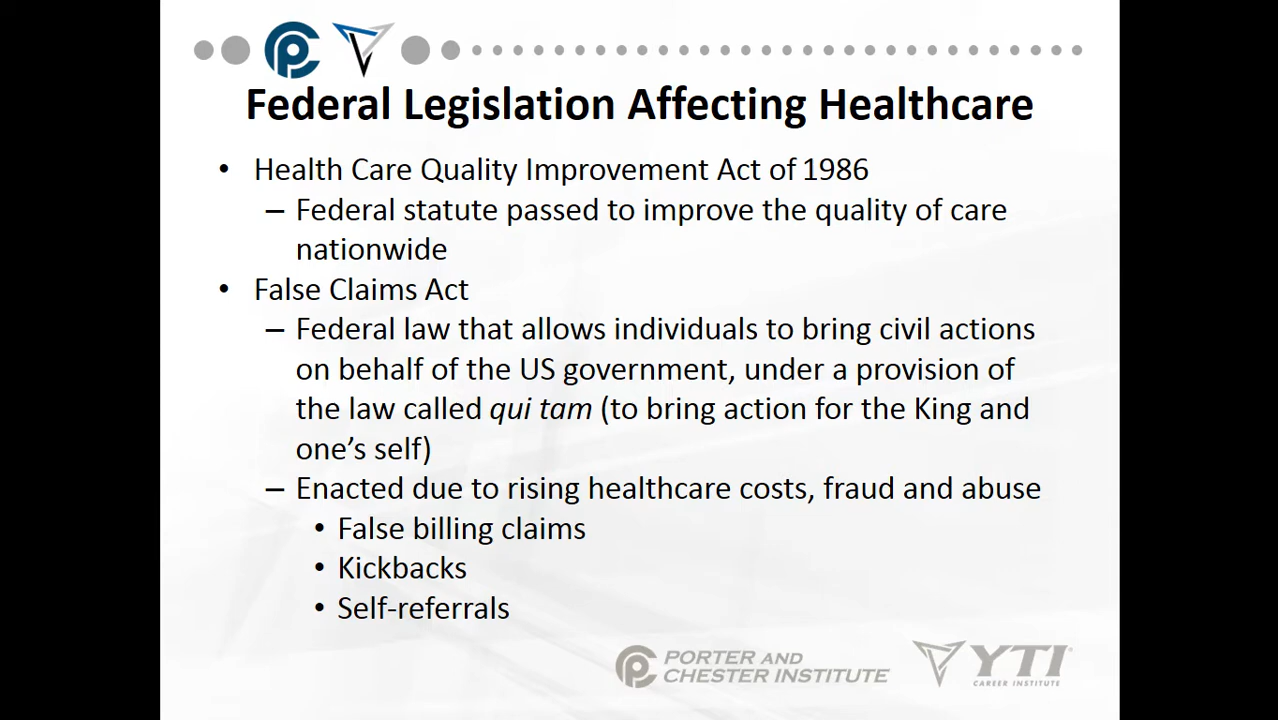 Federal Legislation Affecting Healthcare
• Health Care Quality Improvement Act of 1986
– Federal statute passed to improve the quality of care
nationwide
• False Claims Act
– Federal law that allows individuals to bring civil actions
on behalf of the US government, under a provision of
the law called qui tam (to bring action for the King and
one’s self)
– Enacted due to rising healthcare costs, fraud and abuse
• False billing claims
• Kickbacks
• Self-referrals
PORTER AND
CHESTER INSTITUTE
YTI
CAREER INSTITUTE